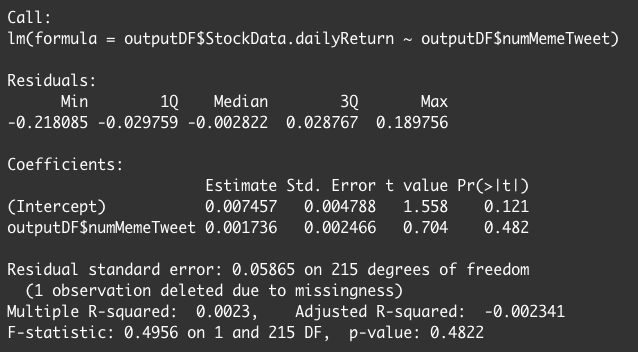 Call:
lm(formula = outputDF$StockData.dailyReturn ~ outputDF$numMemeTweet)

Residuals:
      Min        1Q    Median        3Q       Max
-0.218085 -0.029759 -0.002822  0.028767  0.189756

Coefficients:
                      Estimate Std. Error t value Pr(>|t|)
(Intercept)           0.007457   0.004788   1.558    0.121
outputDF$numMemeTweet 0.001736   0.002466   0.704    0.482

Residual standard error: 0.05865 on 215 degrees of freedom
  (1 observation deleted due to missingness)
Multiple R-squared:  0.0023,    Adjusted R-squared:  -0.002341
F-statistic: 0.4956 on 1 and 215 DF,  p-value: 0.4822